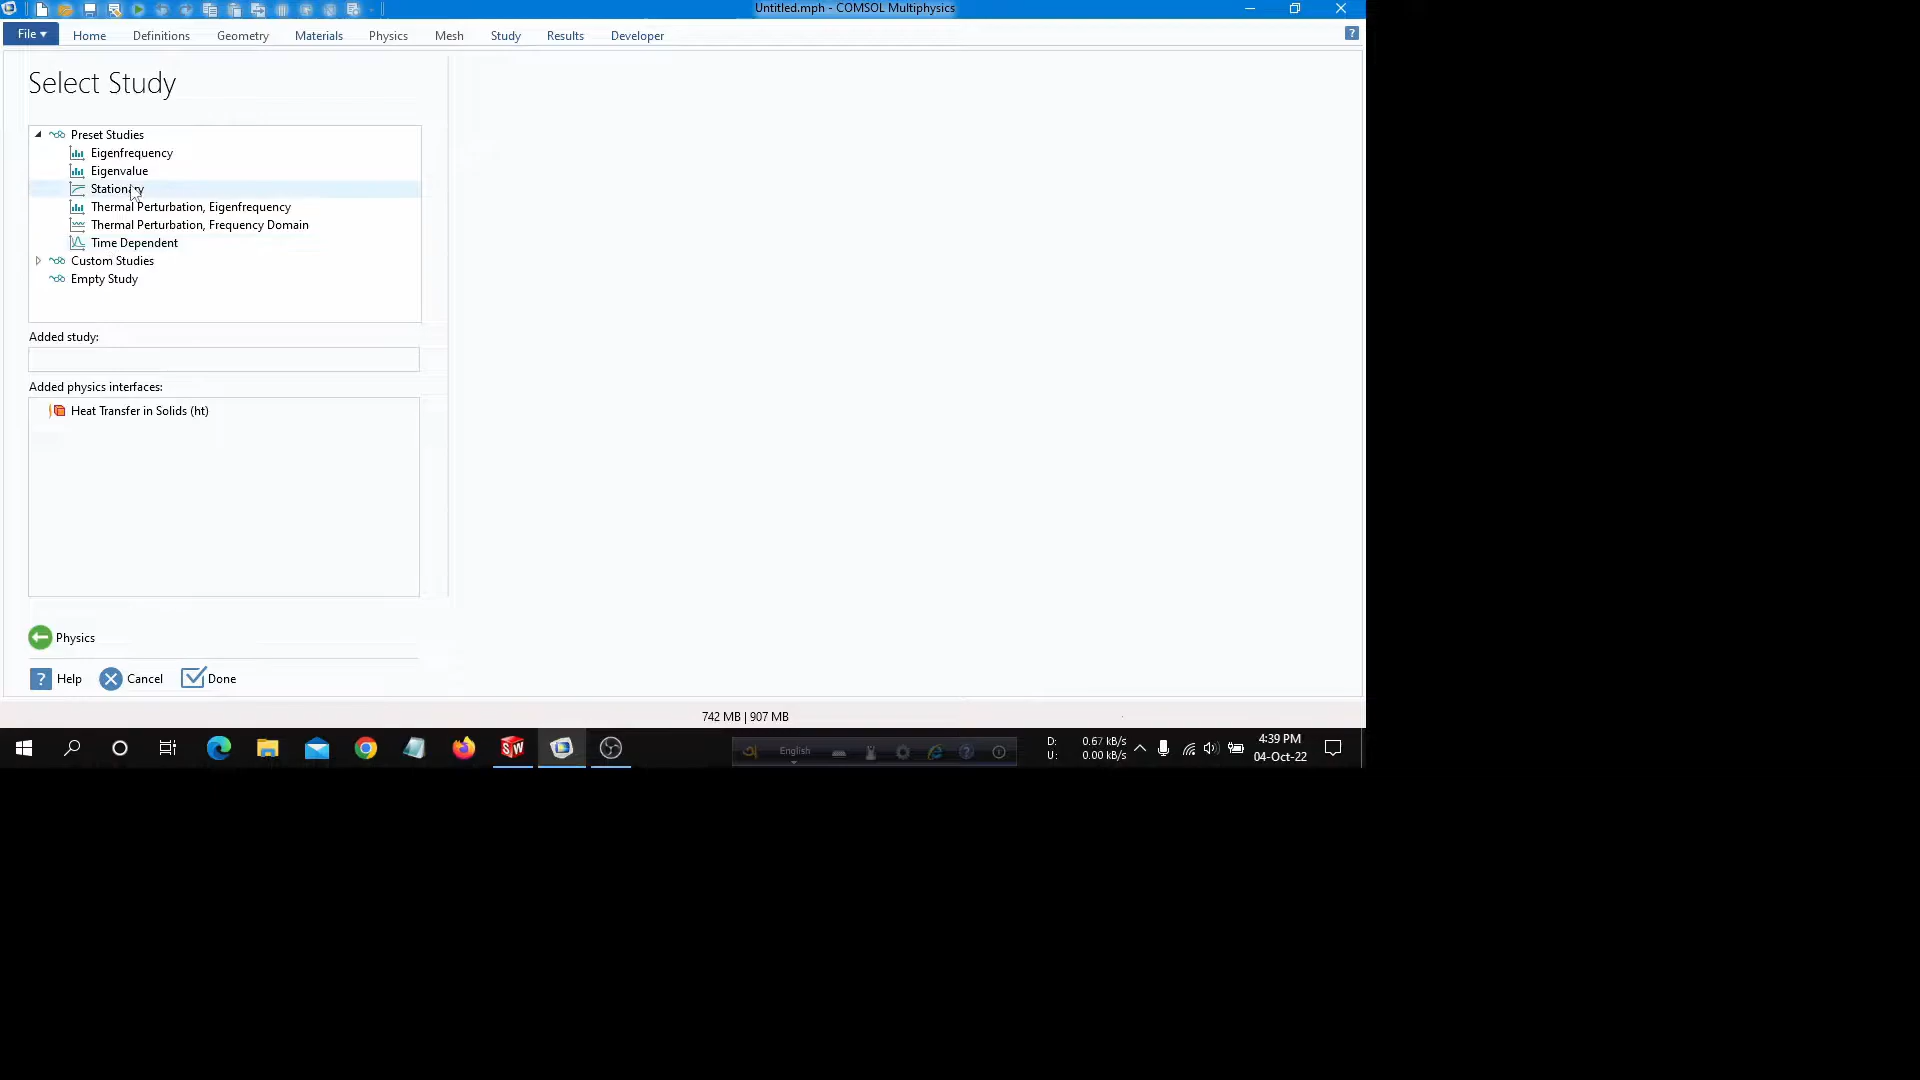 Untitled.mph - COMSOL Multiphysics
File Home Definitions Geometry Materials Physics Mesh Study Results Developer ?
Select Study
Preset Studies
Eigenfrequency
Eigenvalue
Stationary
Thermal Perturbation, Eigenfrequency
Thermal Perturbation, Frequency Domain
Time Dependent
Custom Studies
Empty Study
Added study:
Added physics interfaces:
Heat Transfer in Solids (ht)
Physics
? Help Cancel Done
742 MB | 907 MB
English
D: 0.67 kB/s
U: 0.00 kB/s
4:39 PM
04-Oct-22